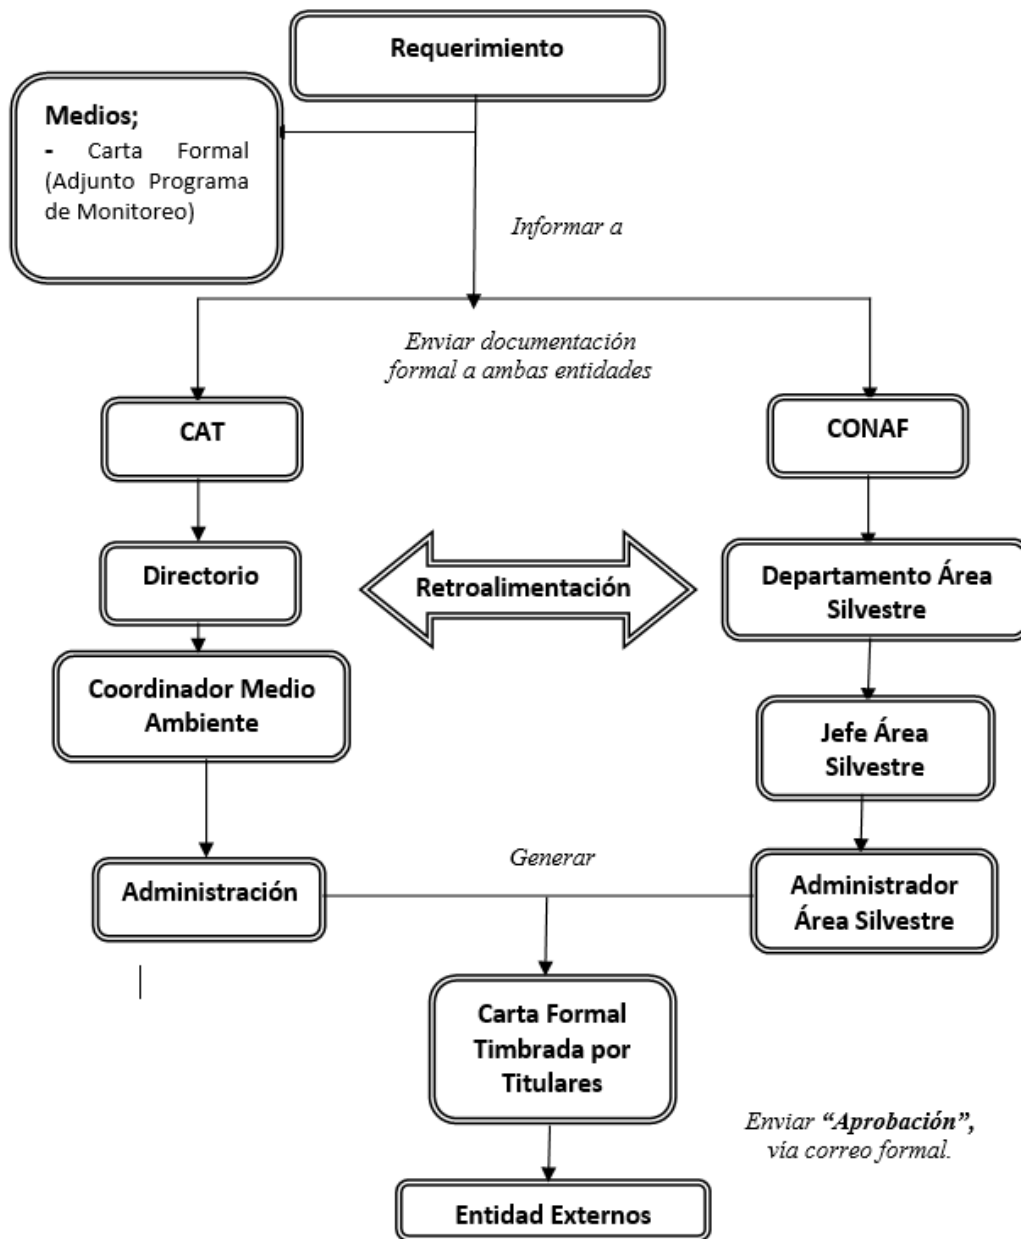 Requerimiento
Medios;
- Carta Formal
(Adjunto Programa
de Monitoreo)
Informar a
Enviar documentación
formal a ambas entidades
CAT
CONAF
Directorio
Retroalimentación
Departamento Área
Silvestre
Coordinador Medio
Ambiente
Jefe Área
Silvestre
Generar
Administración
Administrador
Área Silvestre
Carta Formal
Timbrada por
Titulares
Enviar “Aprobación”,
vía correo formal.
Entidad Externos